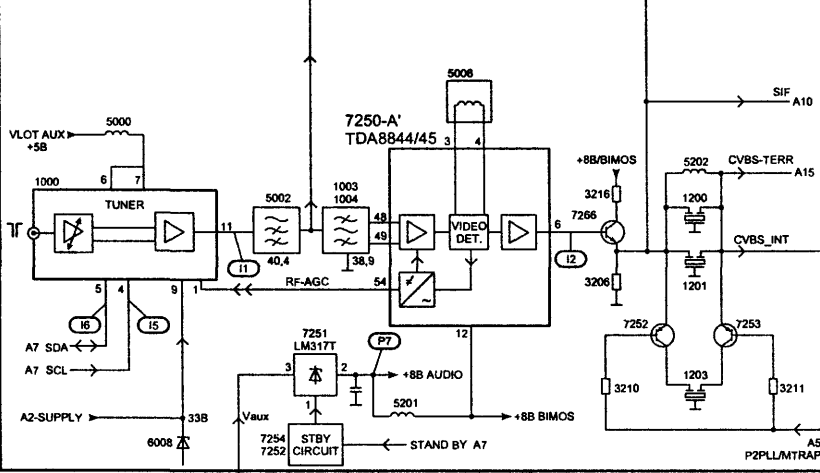 5008
7250-A'
TDA8844/45
3 4
SIF
A10
5000
VLOT AUX
+5B
6 7
+8B/BIMOS
5202
CVBS-TERR
A15
1000
TUNER
5002
1003
1004
3216
1200
11
48
49
VIDEO
DET.
6
7266
I1
40,4
38,9
I2
CVBS_INT
1201
RF-AGC
54
3206
5 4 9 1
I6
I5
12
7251
LM317T
P7
7252
7253
A7 SDA
A7 SCL
3 2
+8B AUDIO
1203
3210
3211
1
5201
A2-SUPPLY
33B
Vaux
+8B BIMOS
6008
7254
7252
STBY
CIRCUIT
STAND BY A7
A5
P2PLL/MTRAP